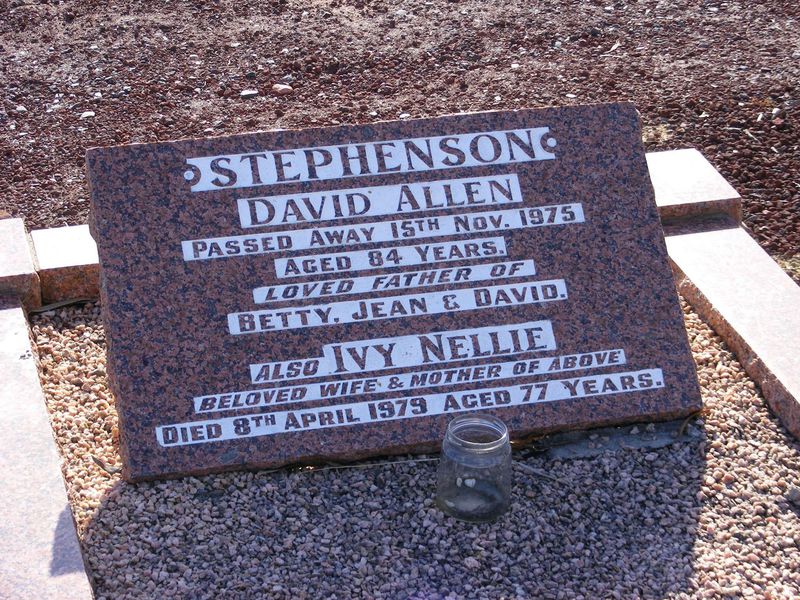 STEPHENSON
DAVID ALLEN
PASSED AWAY 15TH NOV. 1975
AGED 84 YEARS.
LOVED FATHER OF
BETTY, JEAN & DAVID.
ALSO IVY NELLIE
BELOVED WIFE & MOTHER OF ABOVE
DIED 8TH APRIL 1979 AGED 77 YEARS.